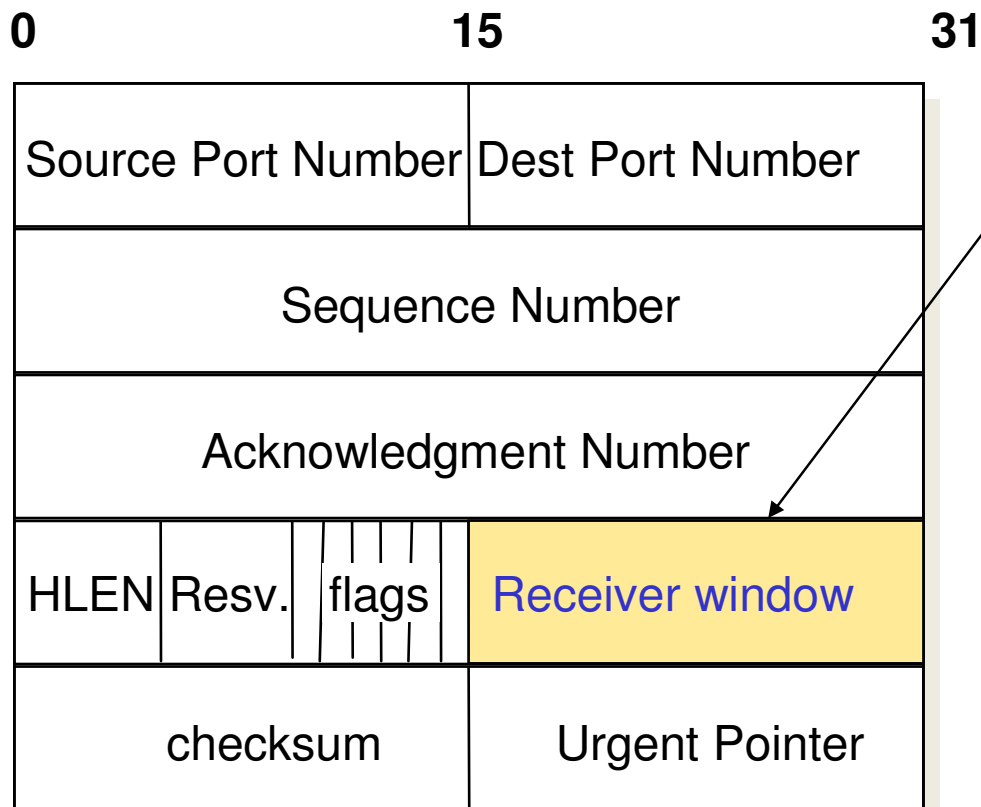 0 15 31
Source Port Number Dest Port Number
Sequence Number
Acknowledgment Number
HLEN Resv. flags Receiver window
checksum Urgent Pointer